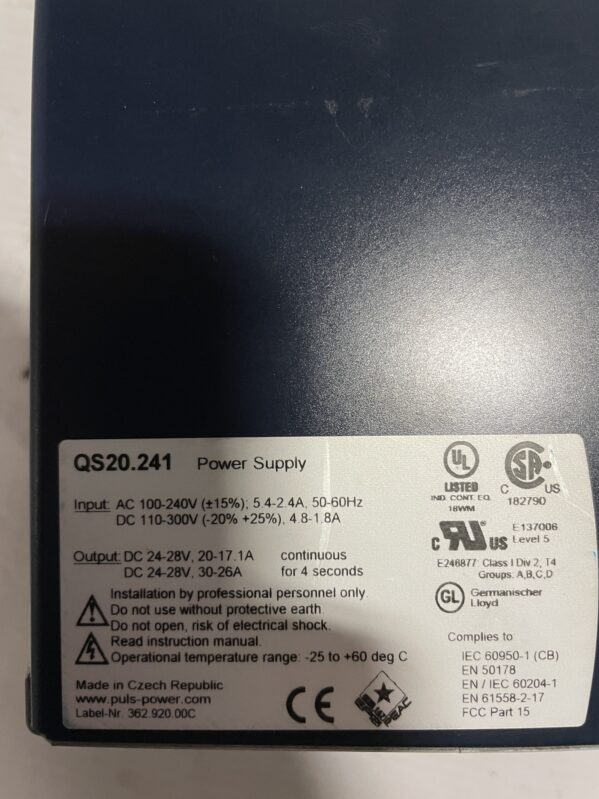 QS20.241 Power Supply
Input: AC 100-240V (±15%); 5.4-2.4A, 50-60Hz
DC 110-300V (-20% +25%), 4.8-1.8A
Output: DC 24-28V, 20-17.1A continuous
DC 24-28V, 30-26A for 4 seconds
Installation by professional personnel only.
Do not use without protective earth.
Do not open, risk of electrical shock.
Read instruction manual.
Operational temperature range: -25 to +60 deg C
Made in Czech Republic
www.puls-power.com
Label-Nr. 362.920.00C
CE
UL
LISTED
IND. CONT. EQ.
18WM
SA
C US
182790
C RU US
E137006
Level 5
E246877: Class I Div 2, T4
Groups: A,B,C,D
GL Germanischer
Lloyd
Complies to
IEC 60950-1 (CB)
EN 50178
EN / IEC 60204-1
EN 61558-2-17
FCC Part 15